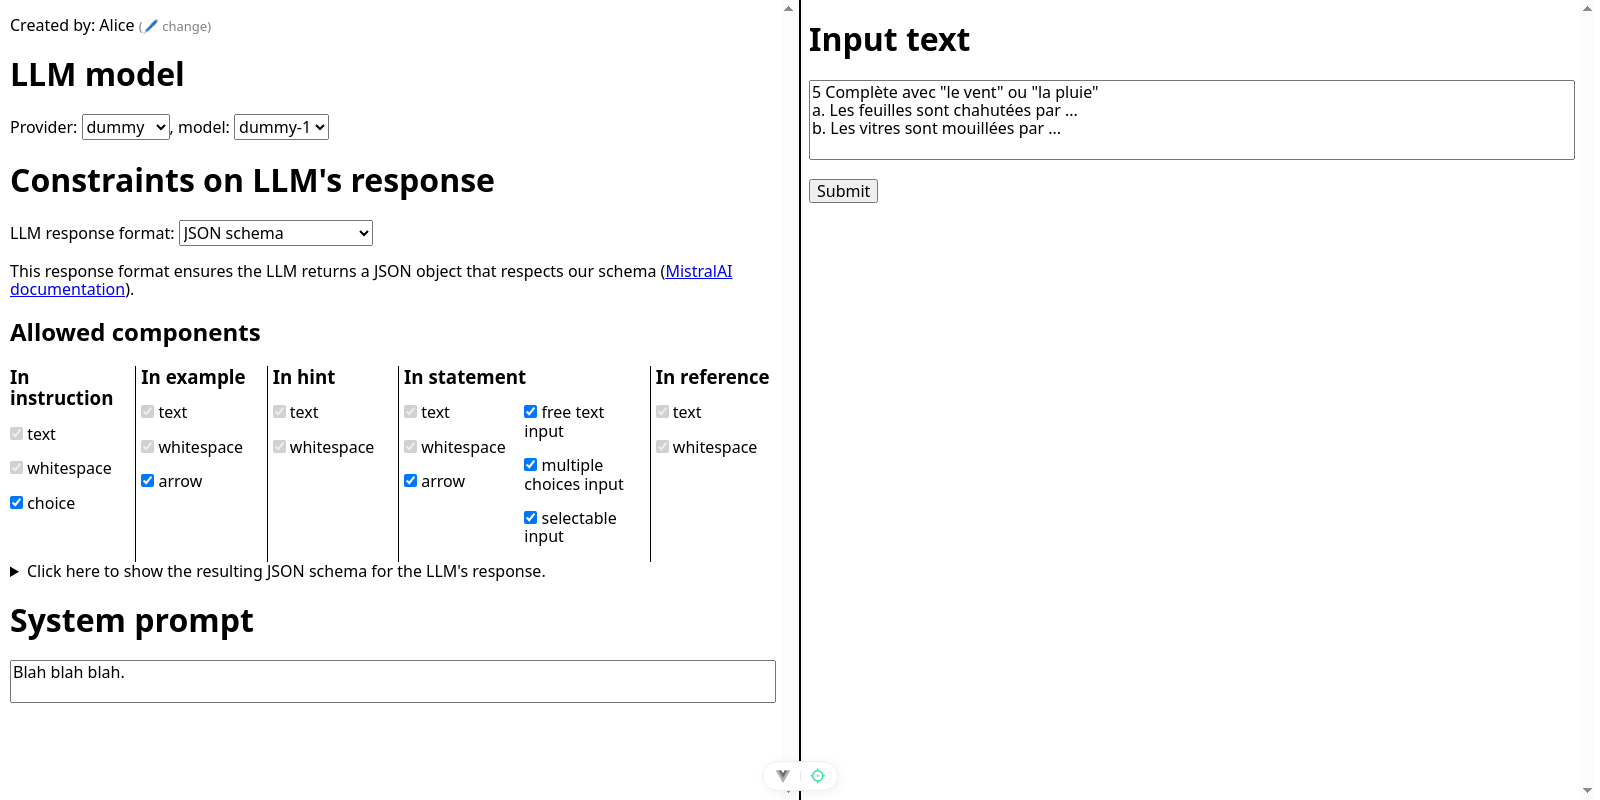 Created by: Alice (🖊️ change)
LLM model
Provider: dummy, model: dummy-1
Constraints on LLM's response
LLM response format: JSON schema
This response format ensures the LLM returns a JSON object that respects our schema (MistralAI
documentation).
Allowed components
In
instruction
text
whitespace
choice
In example
text
whitespace
arrow
In hint
text
whitespace
In statement
text
whitespace
arrow
free text
input
multiple
choices input
selectable
input
In reference
text
whitespace
Click here to show the resulting JSON schema for the LLM's response.
System prompt
Blah blah blah.
Input text
5 Complète avec "le vent" ou "la pluie"
a. Les feuilles sont chahutées par ...
b. Les vitres sont mouillées par ...
Submit